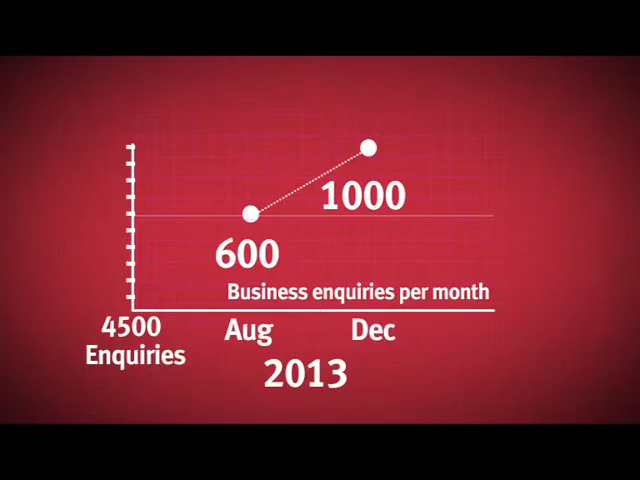 1000
600
Business enquiries per month
4500
Enquiries
Aug
Dec
2013